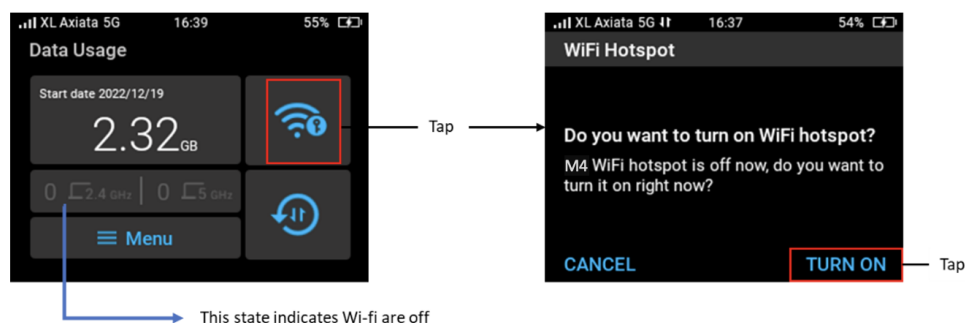 XL Axiata 5G 16:39 55%
Data Usage
Start date 2022/12/19
2.32GB
0 2.4 GHz | 0 5 GHz
Menu
This state indicates Wi-fi are off
Tap
XL Axiata 5G 16:37 54%
WiFi Hotspot
Do you want to turn on WiFi hotspot?
M4 WiFi hotspot is off now, do you want to
turn it on right now?
CANCEL TURN ON
Tap